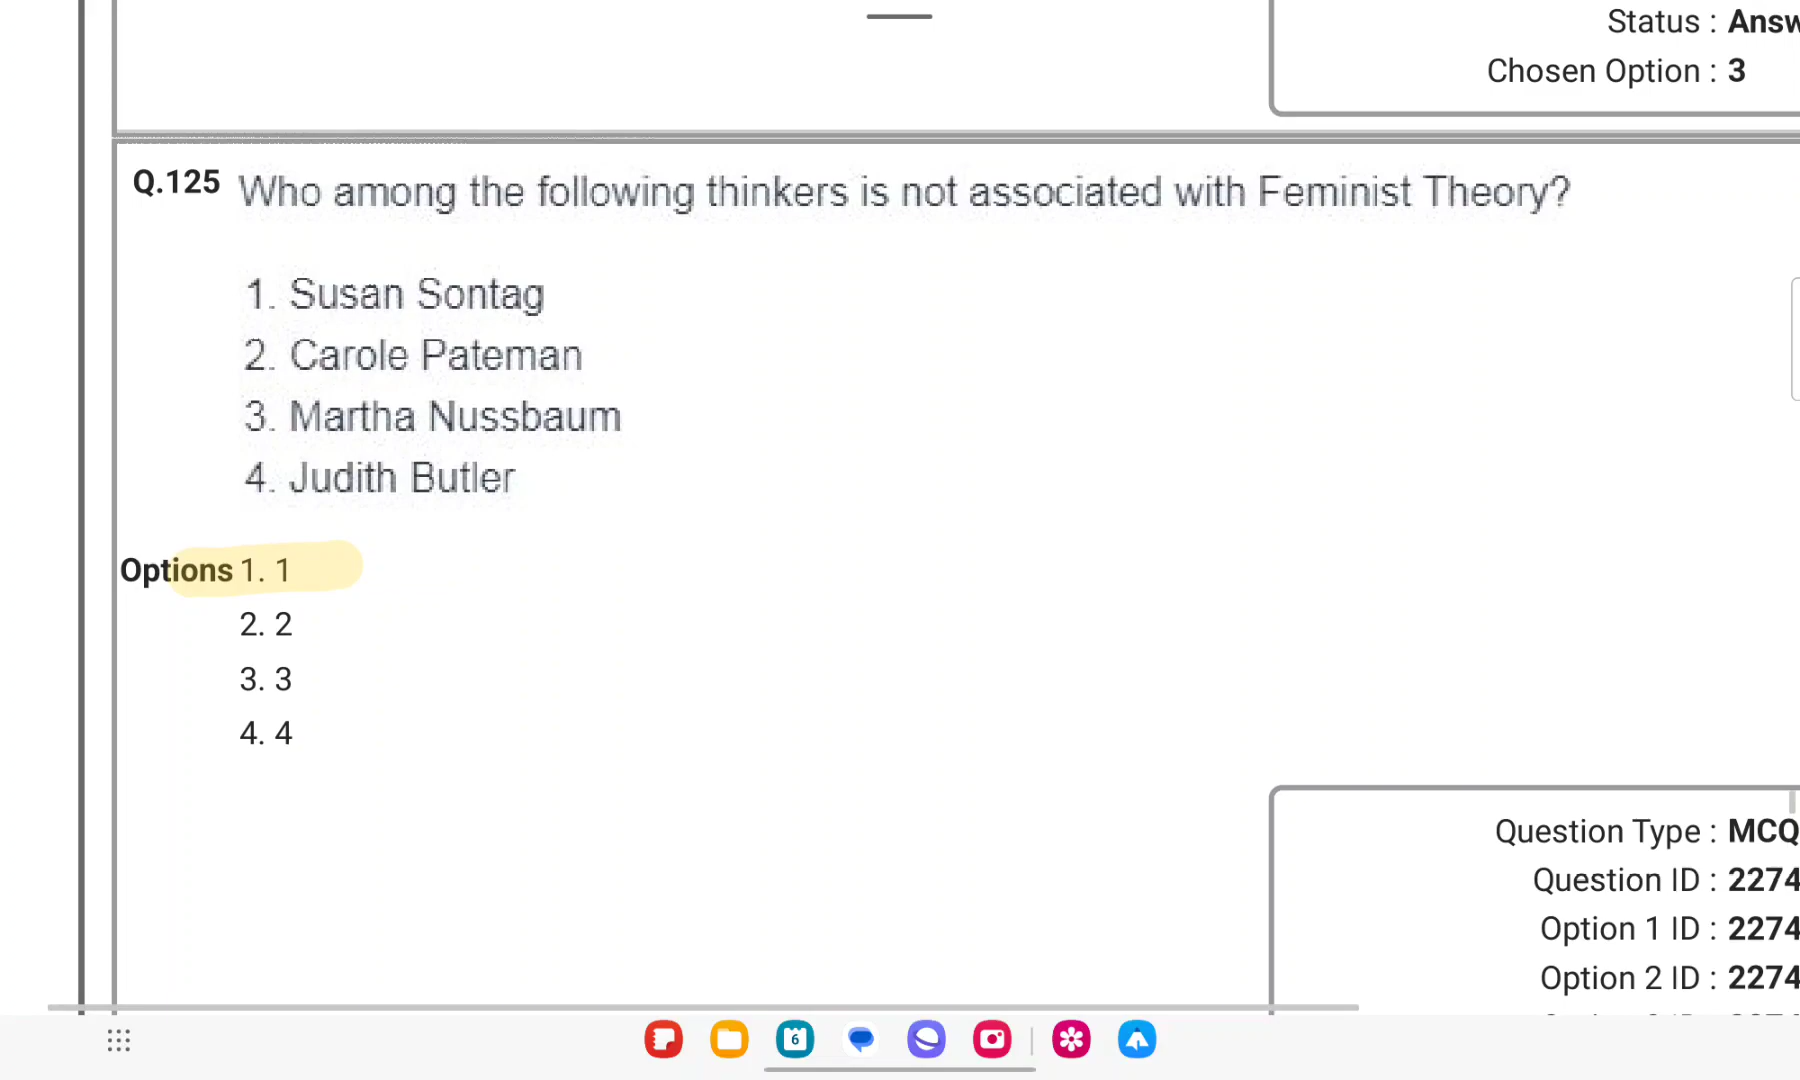 Status : Answ
Chosen Option : 3
Q.125 Who among the following thinkers is not associated with Feminist Theory?
1. Susan Sontag
2. Carole Pateman
3. Martha Nussbaum
4. Judith Butler
Options 1. 1
2. 2
3. 3
4. 4
Question Type : MCQ
Question ID : 2274
Option 1 ID : 2274
Option 2 ID : 2274
6